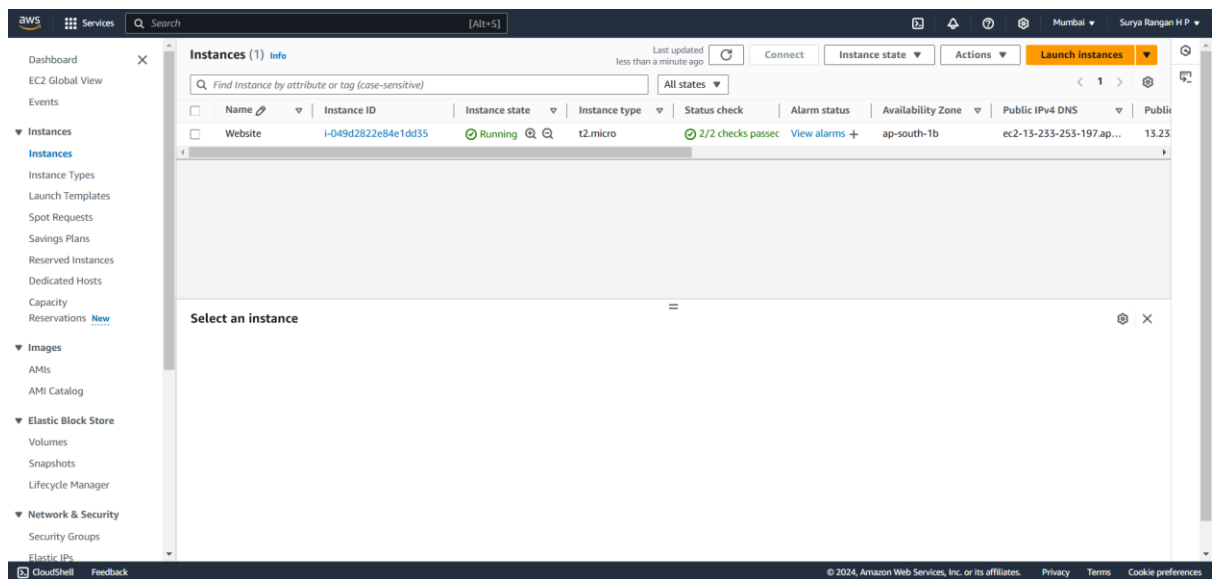 aws Services Search [Alt+S] Mumbai Surya Rangan H P
Dashboard
EC2 Global View
Events
Instances
Instances
Instance Types
Launch Templates
Spot Requests
Savings Plans
Reserved Instances
Dedicated Hosts
Capacity
Reservations New
Images
AMIs
AMI Catalog
Elastic Block Store
Volumes
Snapshots
Lifecycle Manager
Network & Security
Security Groups
Elastic IPs
Instances (1) Info
Last updated
less than a minute ago
Connect Instance state Actions Launch instances
Find Instance by attribute or tag (case-sensitive) All states 1
Name Instance ID Instance state Instance type Status check Alarm status Availability Zone Public IPv4 DNS Public
Website i-049d2822e84e1dd35 Running t2.micro 2/2 checks passec View alarms + ap-south-1b ec2-13-233-253-197.ap... 13.23
Select an instance
CloudShell Feedback © 2024, Amazon Web Services, Inc. or its affiliates. Privacy Terms Cookie preferences